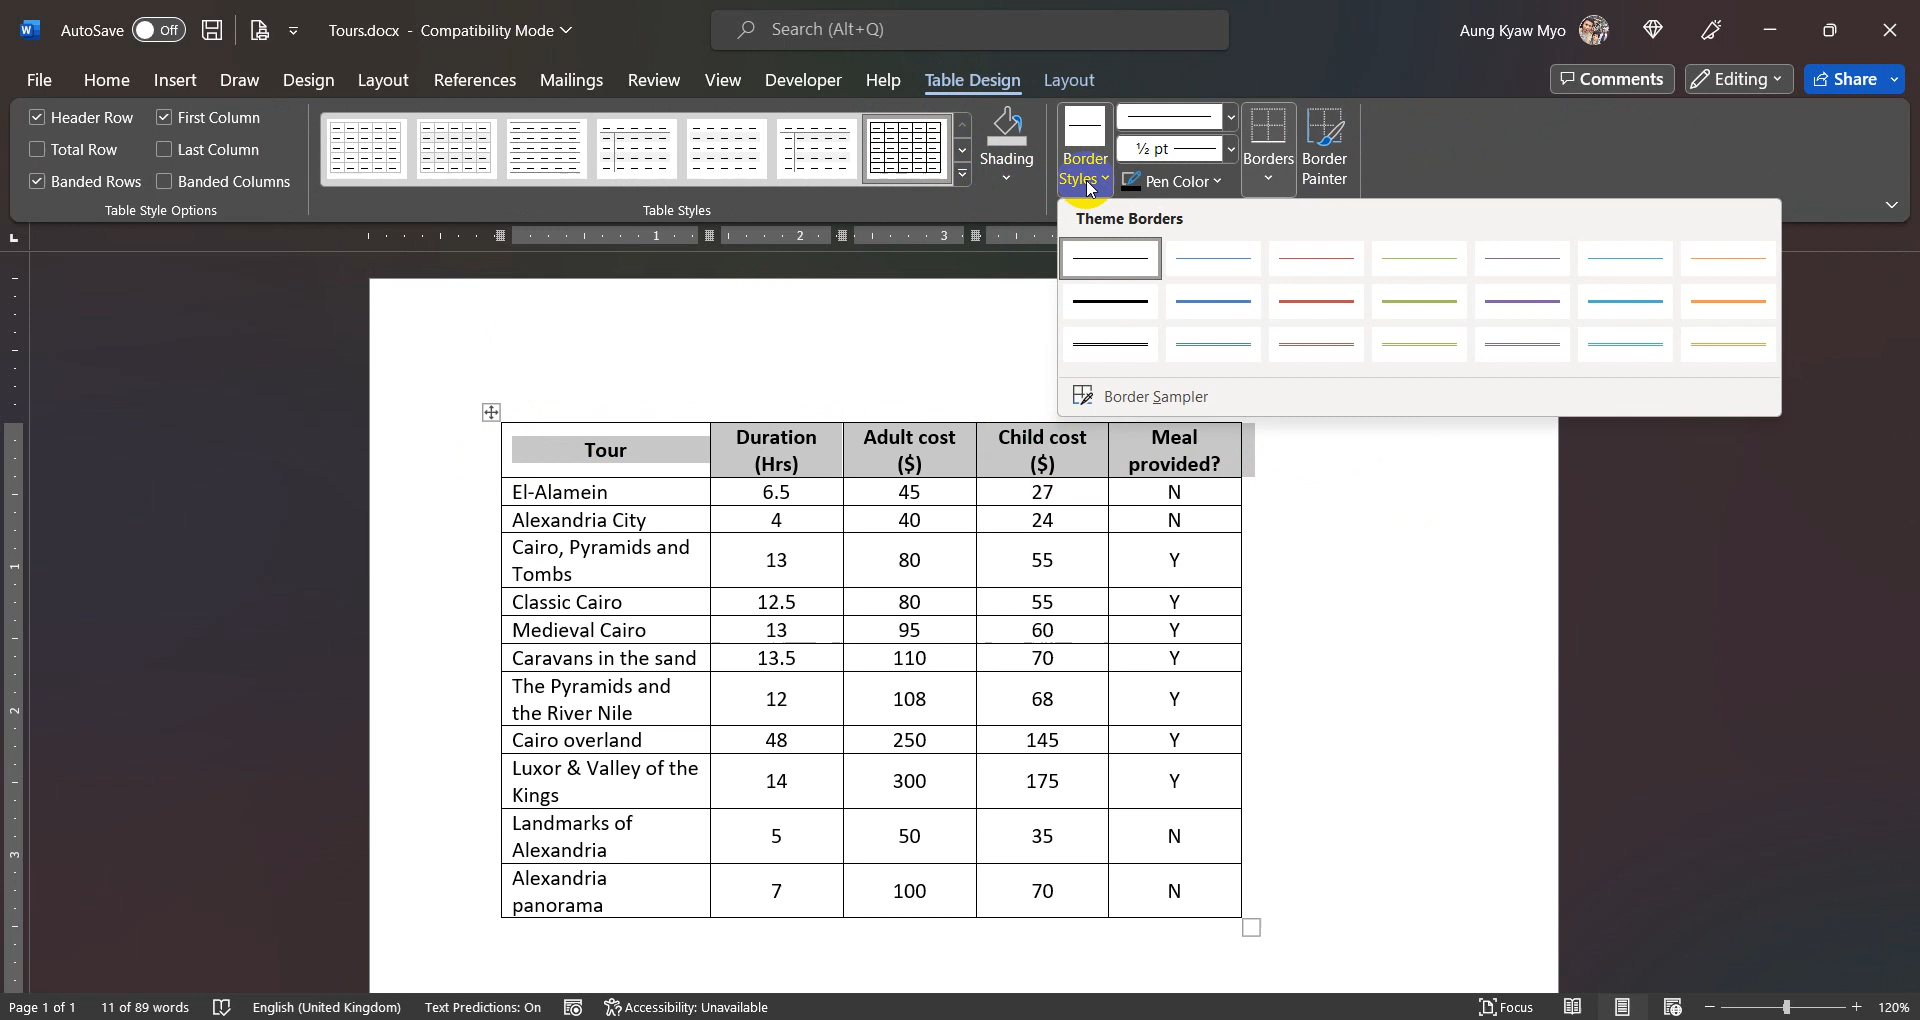 AutoSave Off Tours.docx - Compatibility Mode Search (Alt+Q) Aung Kyaw Myo
File Home Insert Draw Design Layout References Mailings Review View Developer Help Table Design Layout Comments Editing Share
Header Row First Column
Total Row Last Column
Banded Rows Banded Columns
Table Style Options
Table Styles
Shading
Border Styles
½ pt
Pen Color
Borders
Border Painter
Theme Borders
Border Sampler
1 2 3
1
2
3
Tour Duration (Hrs) Adult cost ($) Child cost ($) Meal provided?
El-Alamein 6.5 45 27 N
Alexandria City 4 40 24 N
Cairo, Pyramids and
Tombs 13 80 55 Y
Classic Cairo 12.5 80 55 Y
Medieval Cairo 13 95 60 Y
Caravans in the sand 13.5 110 70 Y
The Pyramids and
the River Nile 12 108 68 Y
Cairo overland 48 250 145 Y
Luxor & Valley of the
Kings 14 300 175 Y
Landmarks of
Alexandria 5 50 35 N
Alexandria
panorama 7 100 70 N
Page 1 of 1 11 of 89 words English (United Kingdom) Text Predictions: On Accessibility: Unavailable Focus 120%